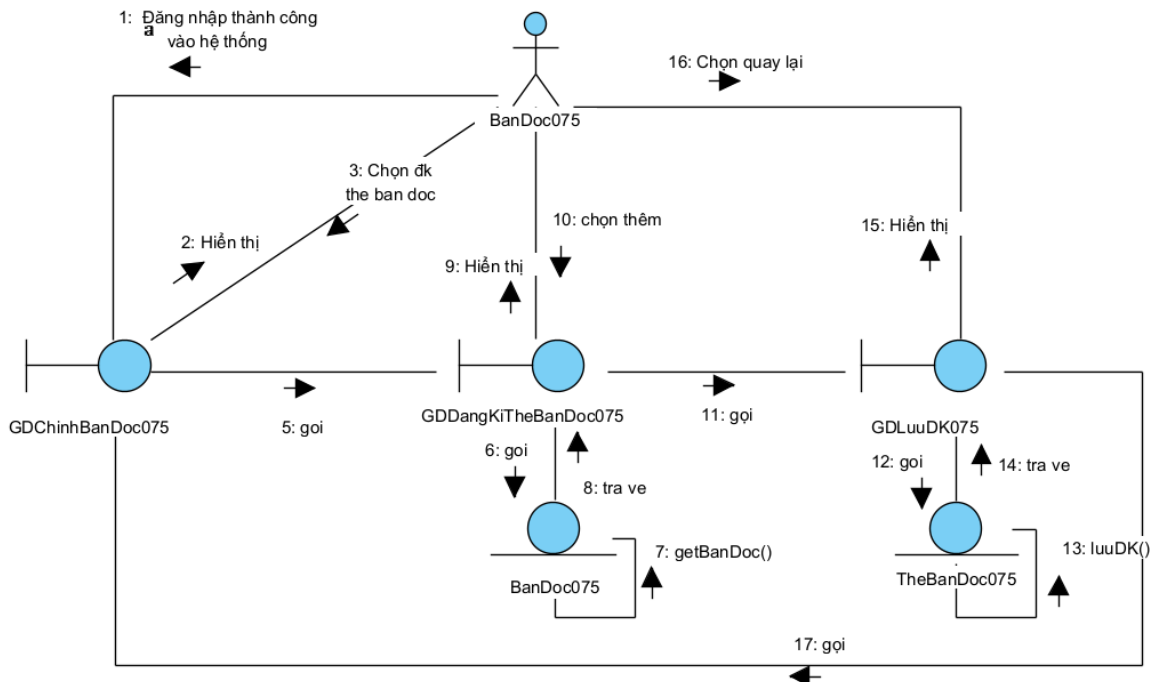 1: Đăng nhập thành công
a
vào hệ thống
16: Chọn quay lại
BanDoc075
3: Chọn đk
the ban doc
10: chọn thêm
15: Hiển thị
2: Hiển thị
9: Hiển thị
GDChinhBanDoc075
5: goi
GDDangKiTheBanDoc075
11: gọi
GDLuuDK075
6: goi
8: tra ve
12: goi
14: tra ve
7: getBanDoc()
13: luuDK()
BanDoc075
TheBanDoc075
17: gọi